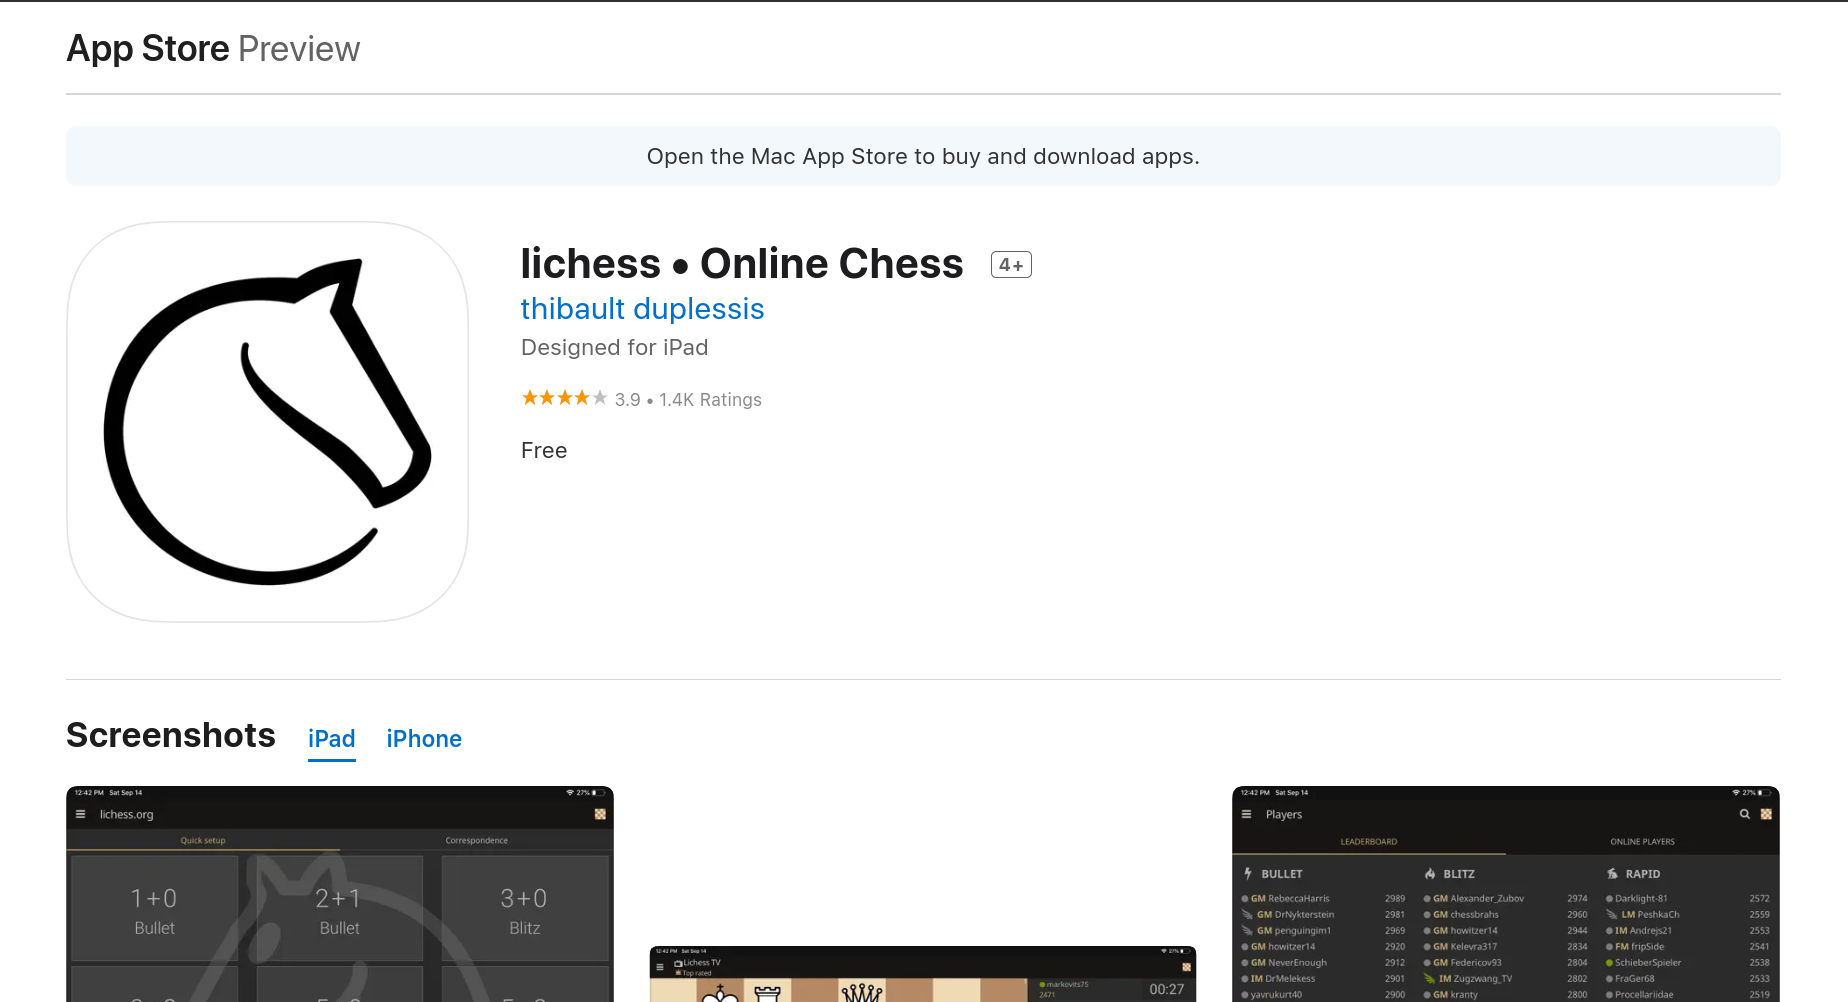 App Store Preview
Open the Mac App Store to buy and download apps.
lichess • Online Chess 4+
thibault duplessis
Designed for iPad
3.9 • 1.4K Ratings
Free
Screenshots iPad iPhone
12:42 PM Sat Sep 14 27%
lichess.org
Quick setup Correspondence
1+0 2+1 3+0
Bullet Bullet Blitz
12:42 PM Sat Sep 14 27%
Lichess TV
Top rated
markovits75
2471
00:27
12:42 PM Sat Sep 14 27%
Players
LEADERBOARD ONLINE PLAYERS
BULLET BLITZ RAPID
GM RebeccaHarris 2989 GM Alexander_Zubov 2974 Darklight-81 2572
GM DrNykterstein 2981 GM chessbrahs 2960 LM PeshkaCh 2559
GM penguingim1 2969 GM howitzer14 2944 IM Andrejs21 2553
GM howitzer14 2920 GM Kelevra317 2834 FM fripSide 2541
GM NeverEnough 2912 GM Federicov93 2804 SchieberSpieler 2538
IM DrMelekess 2901 IM Zugzwang_TV 2802 FraGer68 2533
yavrukurt40 2900 GM kranty 2800 Procellariidae 2519